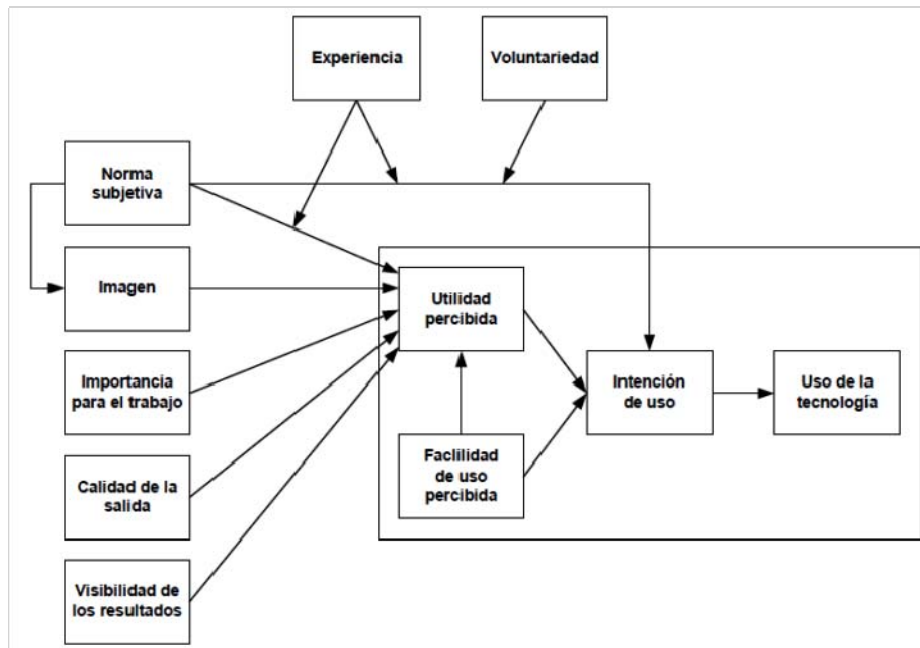 Experiencia
Voluntariedad
Norma
subjetiva
Imagen
Utilidad
percibida
Importancia
para el trabajo
Intención
de uso
Uso de la
tecnología
Faclilidad
de uso
percibida
Calidad de la
salida
Visibilidad de
los resultados